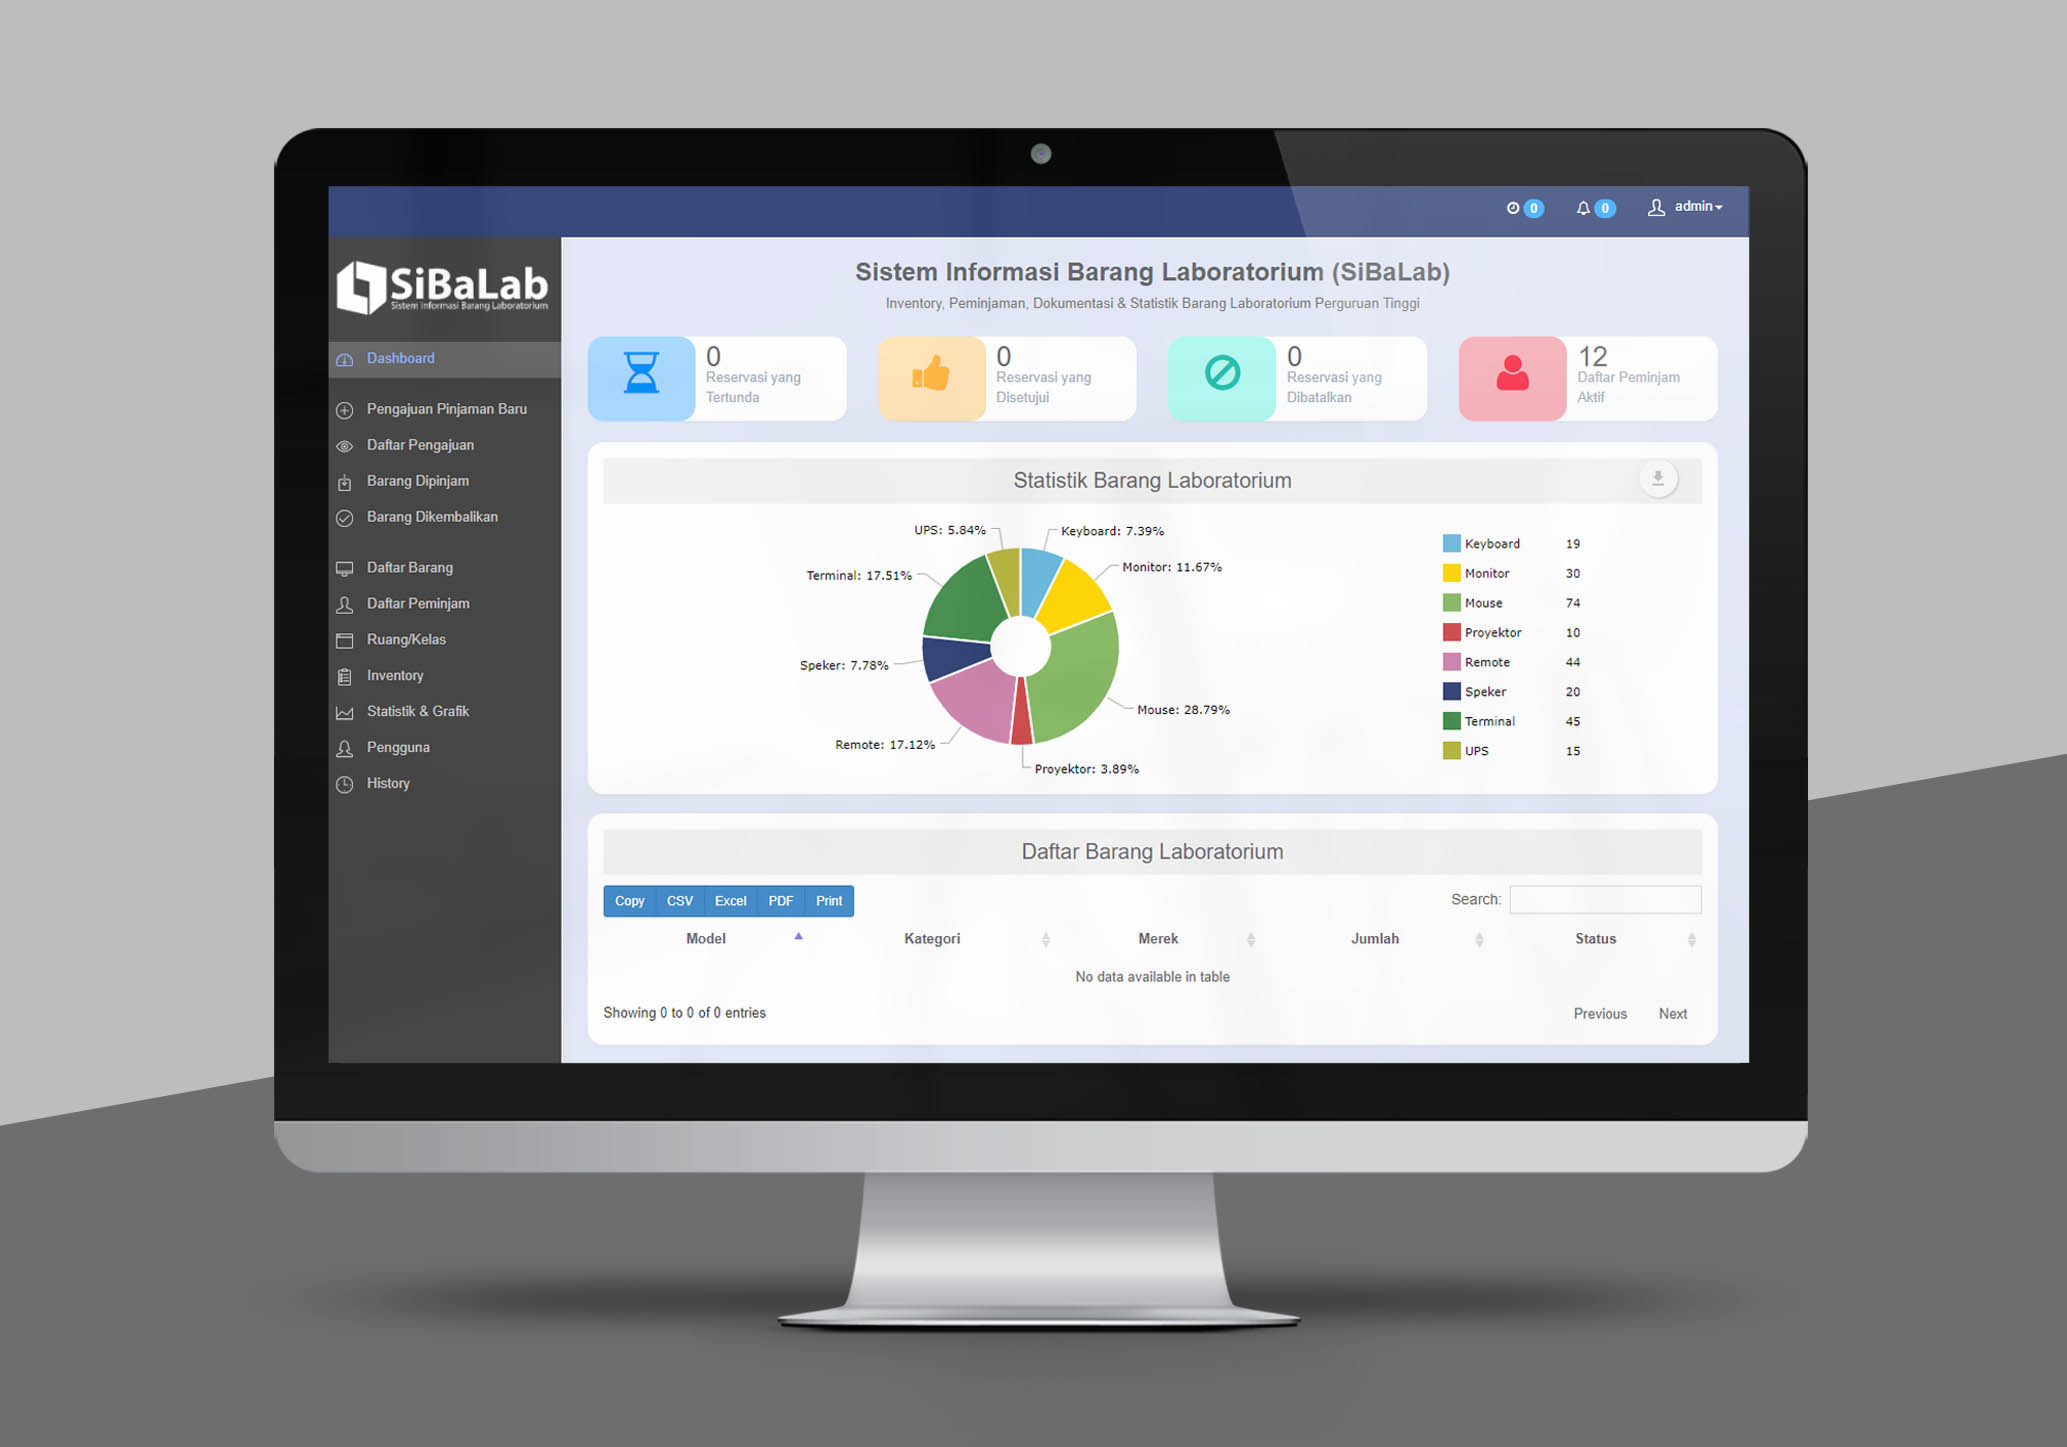 0
0
admin
SiBaLab
Sistem Informasi Barang Laboratorium
Dashboard
Pengajuan Pinjaman Baru
Daftar Pengajuan
Barang Dipinjam
Barang Dikembalikan
Daftar Barang
Daftar Peminjam
Ruang/Kelas
Inventory
Statistik & Grafik
Pengguna
History
Sistem Informasi Barang Laboratorium (SiBaLab)
Inventory, Peminjaman, Dokumentasi & Statistik Barang Laboratorium Perguruan Tinggi
0
Reservasi yang
Tertunda
0
Reservasi yang
Disetujui
0
Reservasi yang
Dibatalkan
12
Daftar Peminjam
Aktif
Statistik Barang Laboratorium
UPS: 5.84%
Keyboard: 7.39%
Monitor: 11.67%
Terminal: 17.51%
Speker: 7.78%
Mouse: 28.79%
Remote: 17.12%
Proyektor: 3.89%
Keyboard 19
Monitor 30
Mouse 74
Proyektor 10
Remote 44
Speker 20
Terminal 45
UPS 15
Daftar Barang Laboratorium
Copy CSV Excel PDF Print
Search:
Model Kategori Merek Jumlah Status
No data available in table
Showing 0 to 0 of 0 entries
Previous Next